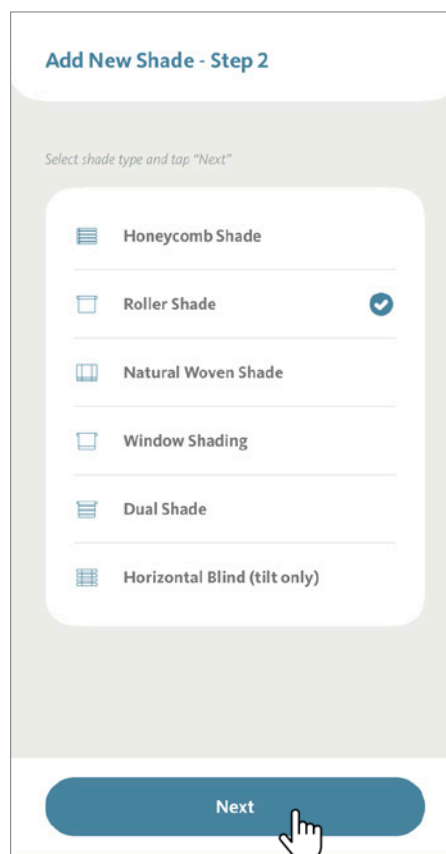 Add New Shade - Step 2
Select shade type and tap “Next”
Honeycomb Shade
Roller Shade
Natural Woven Shade
Window Shading
Dual Shade
Horizontal Blind (tilt only)
Next